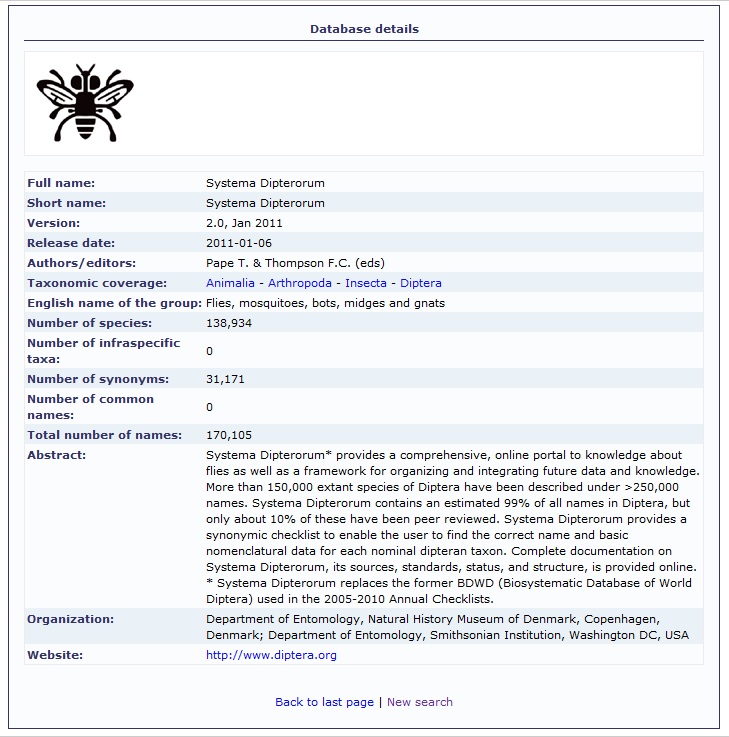 Database details
Full name: Systema Dipterorum
Short name: Systema Dipterorum
Version: 2.0, Jan 2011
Release date: 2011-01-06
Authors/editors: Pape T. & Thompson F.C. (eds)
Taxonomic coverage: Animalia - Arthropoda - Insecta - Diptera
English name of the group: Flies, mosquitoes, bots, midges and gnats
Number of species: 138,934
Number of infraspecific
taxa: 0
Number of synonyms: 31,171
Number of common
names: 0
Total number of names: 170,105
Abstract: Systema Dipterorum* provides a comprehensive, online portal to knowledge about
flies as well as a framework for organizing and integrating future data and knowledge.
More than 150,000 extant species of Diptera have been described under >250,000
names. Systema Dipterorum contains an estimated 99% of all names in Diptera, but
only about 10% of these have been peer reviewed. Systema Dipterorum provides a
synonymic checklist to enable the user to find the correct name and basic
nomenclatural data for each nominal dipteran taxon. Complete documentation on
Systema Dipterorum, its sources, standards, status, and structure, is provided online.
* Systema Dipterorum replaces the former BDWD (Biosystematic Database of World
Diptera) used in the 2005-2010 Annual Checklists.
Organization: Department of Entomology, Natural History Museum of Denmark, Copenhagen,
Denmark; Department of Entomology, Smithsonian Institution, Washington DC, USA
Website: http://www.diptera.org
Back to last page | New search